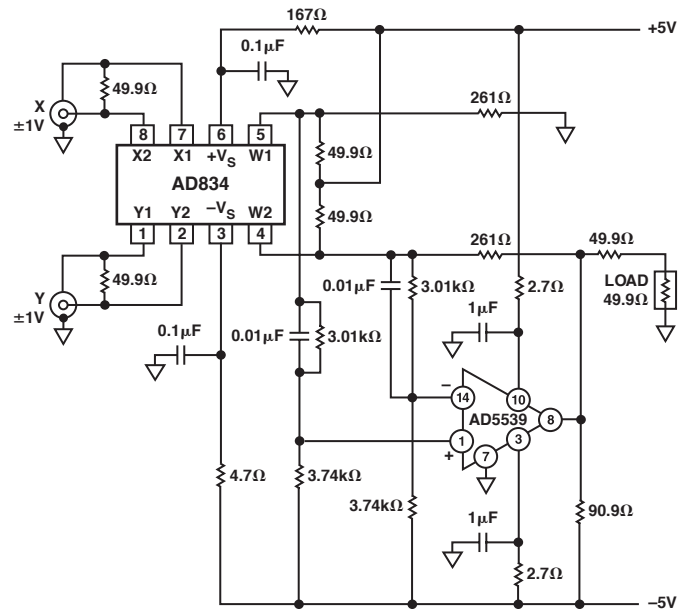 167Ω
+5V
0.1µF
49.9Ω
261Ω
X
±1V
8
7
6
5
X2
X1
+VS
W1
49.9Ω
AD834
Y1
Y2
–VS
W2
49.9Ω
1
2
3
4
261Ω
49.9Ω
49.9Ω
0.01µF
3.01kΩ
2.7Ω
LOAD
49.9Ω
Y
±1V
0.1µF
0.01µF
3.01kΩ
1µF
–
14
10
AD5539
8
1
3
+
7
4.7Ω
3.74kΩ
3.74kΩ
1µF
90.9Ω
2.7Ω
–5V